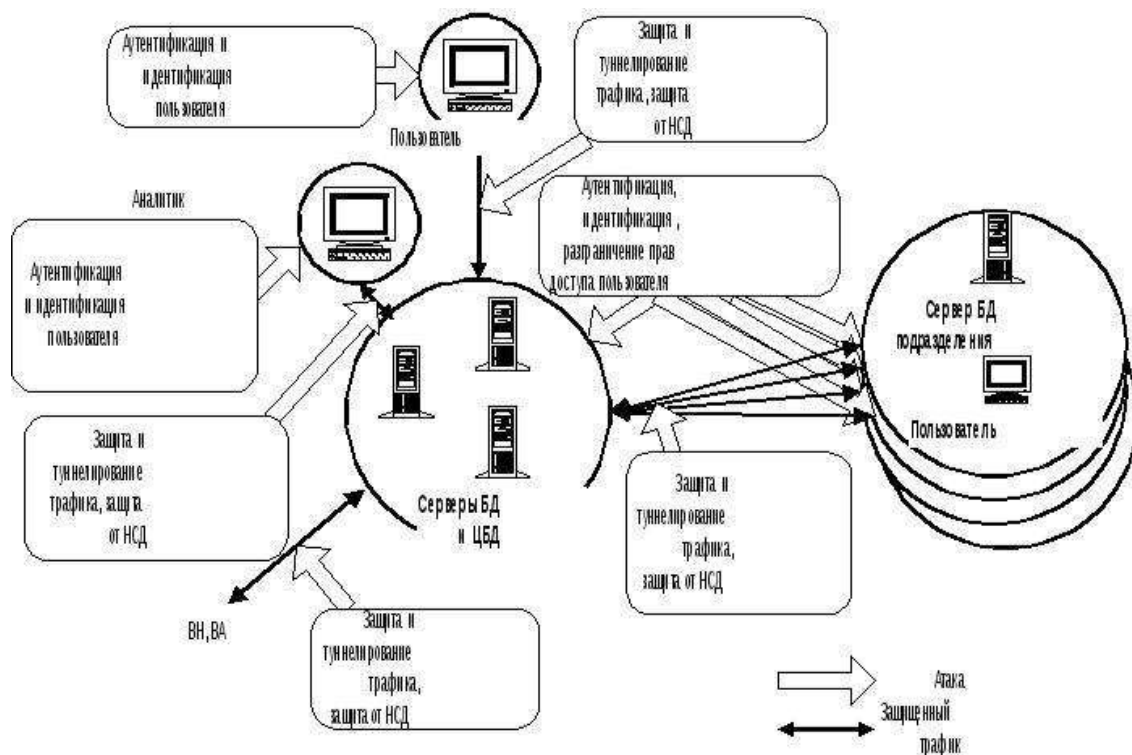 Аутентификация и
идентификация
пользователя
Пользователь
Защита и
туннелирование
трафика, защита
от НСД
Аналитик
Аутентификация
и идентификация
пользователя
Аутентификация,
идентификация ,
разграничение прав
доступа пользователя
Сервер БД
подразделения
Пользователь
Защита и
туннелирование
трафика, защита
от НСД
Серверы БД
и ЦБД
Защита и
туннелирование
трафика,
защита от НСД
ВН, ВА
Защита и
туннелирование
трафика,
защита от НСД
Атака
Защищенный
трафик